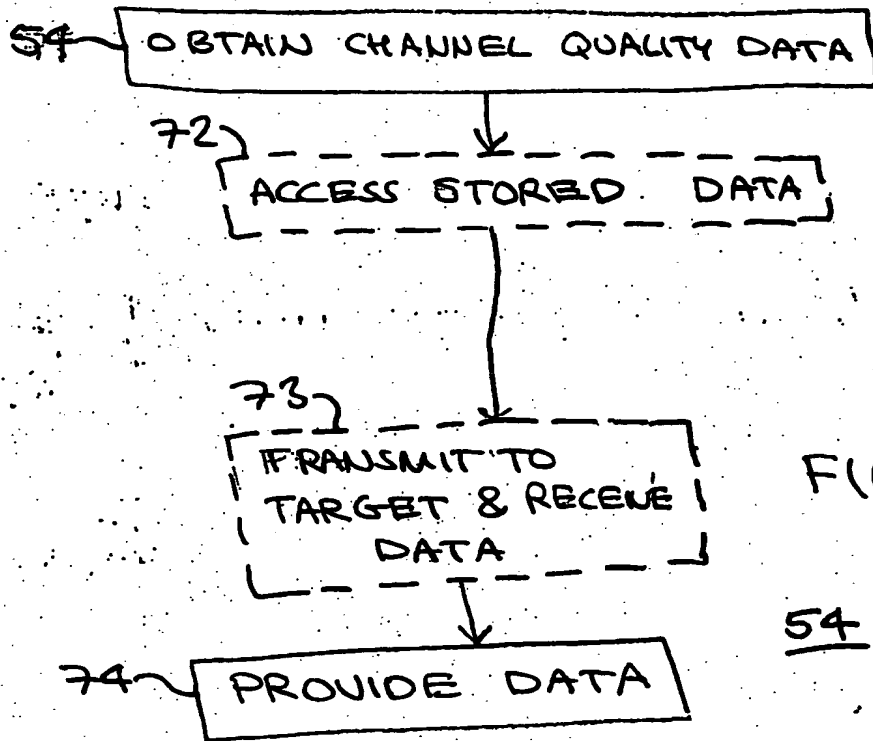 54 OBTAIN CHANNEL QUALITY DATA
72
ACCESS STORED DATA
73
TRANSMIT TO
TARGET & RECEIVE
DATA
54
74 PROVIDE DATA